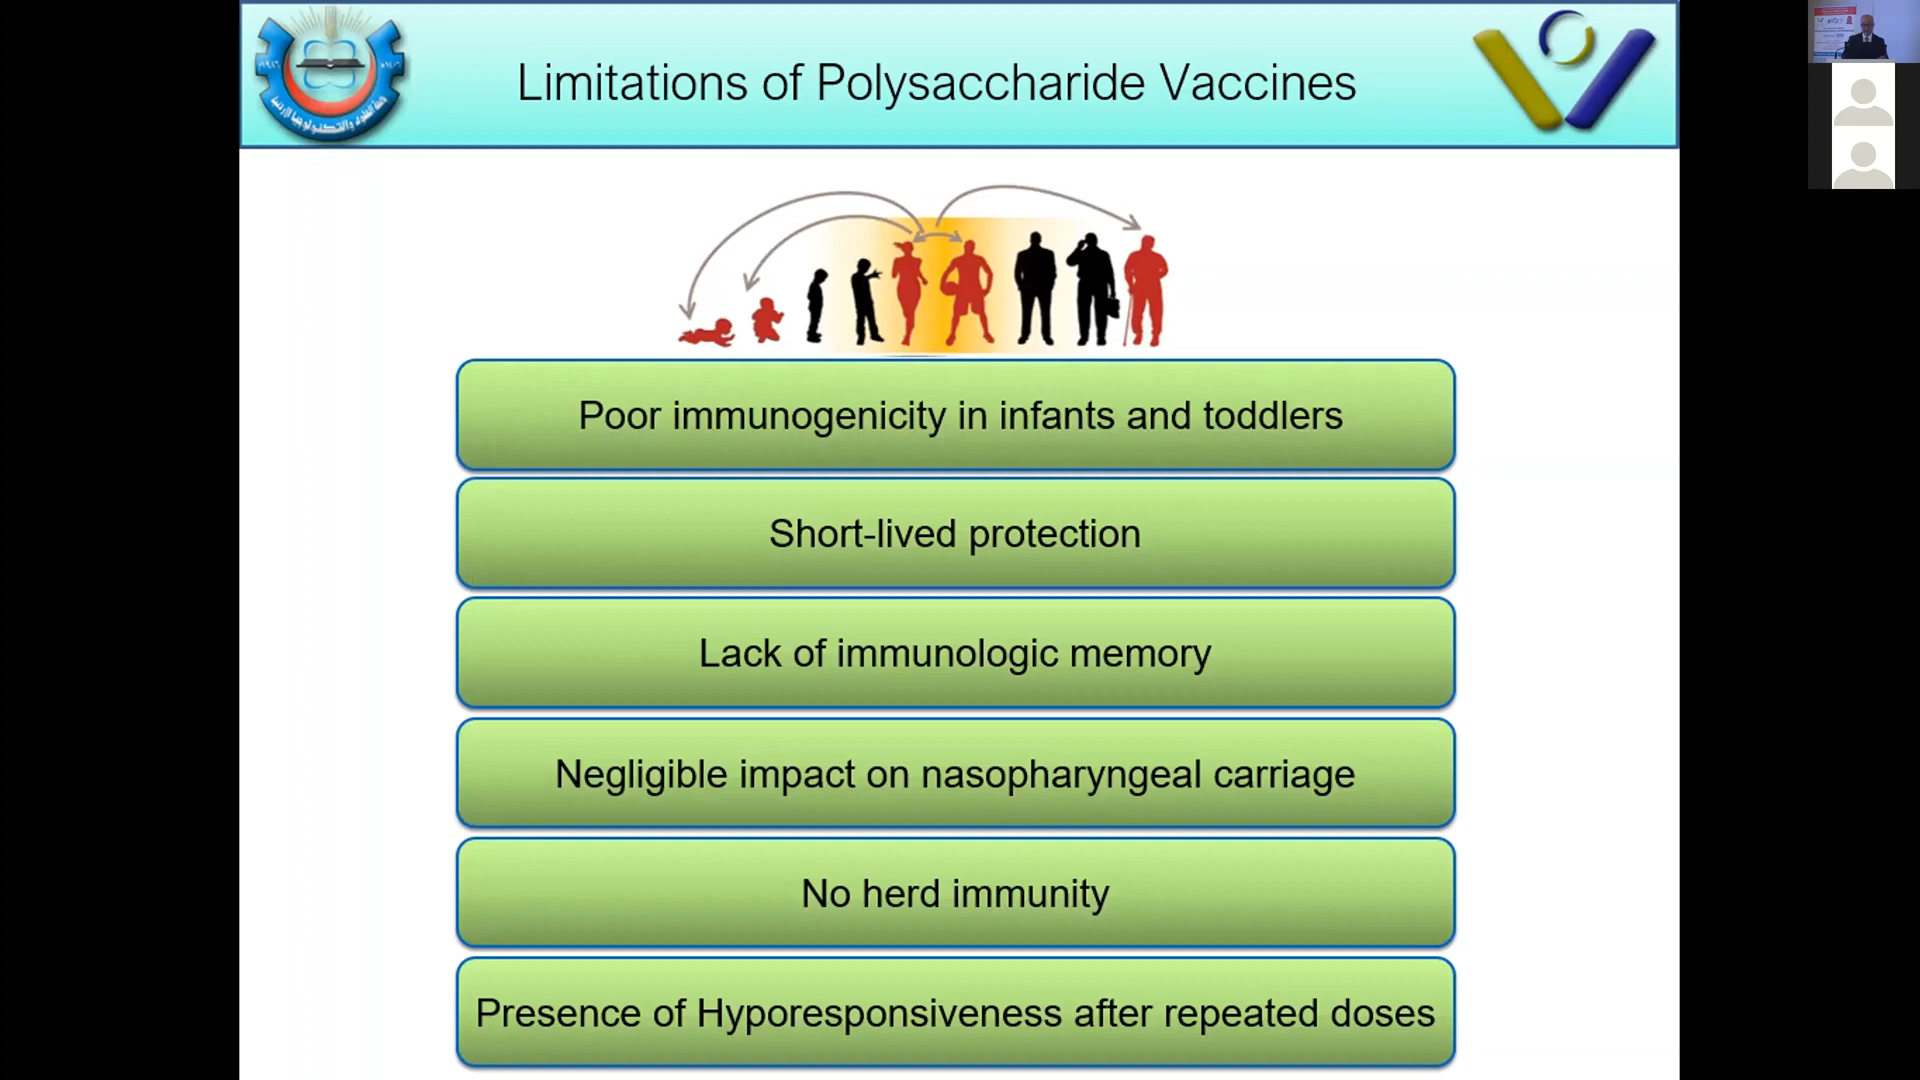 Limitations of Polysaccharide Vaccines
Poor immunogenicity in infants and toddlers
Short-lived protection
Lack of immunologic memory
Negligible impact on nasopharyngeal carriage
No herd immunity
Presence of Hyporesponsiveness after repeated doses